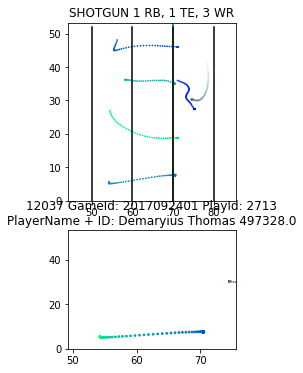 SHOTGUN 1 RB, 1 TE, 3 WR
50
40
30
20
10
0
50 60 70 80
12037 GameId: 2017092401 PlayId: 2713
PlayerName + ID: Demaryius Thomas 497328.0
40
20
0
50 60 70